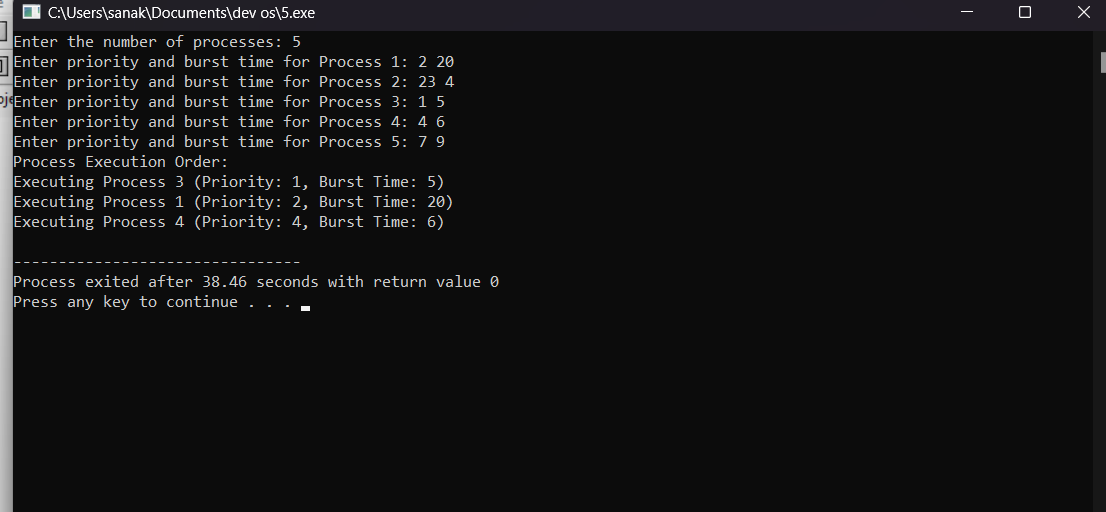 C:\Users\sanak\Documents\dev os\5.exe
Enter the number of processes: 5
Enter priority and burst time for Process 1: 2 20
Enter priority and burst time for Process 2: 23 4
Enter priority and burst time for Process 3: 1 5
Enter priority and burst time for Process 4: 4 6
Enter priority and burst time for Process 5: 7 9
Process Execution Order:
Executing Process 3 (Priority: 1, Burst Time: 5)
Executing Process 1 (Priority: 2, Burst Time: 20)
Executing Process 4 (Priority: 4, Burst Time: 6)
--------------------------------
Process exited after 38.46 seconds with return value 0
Press any key to continue . . .